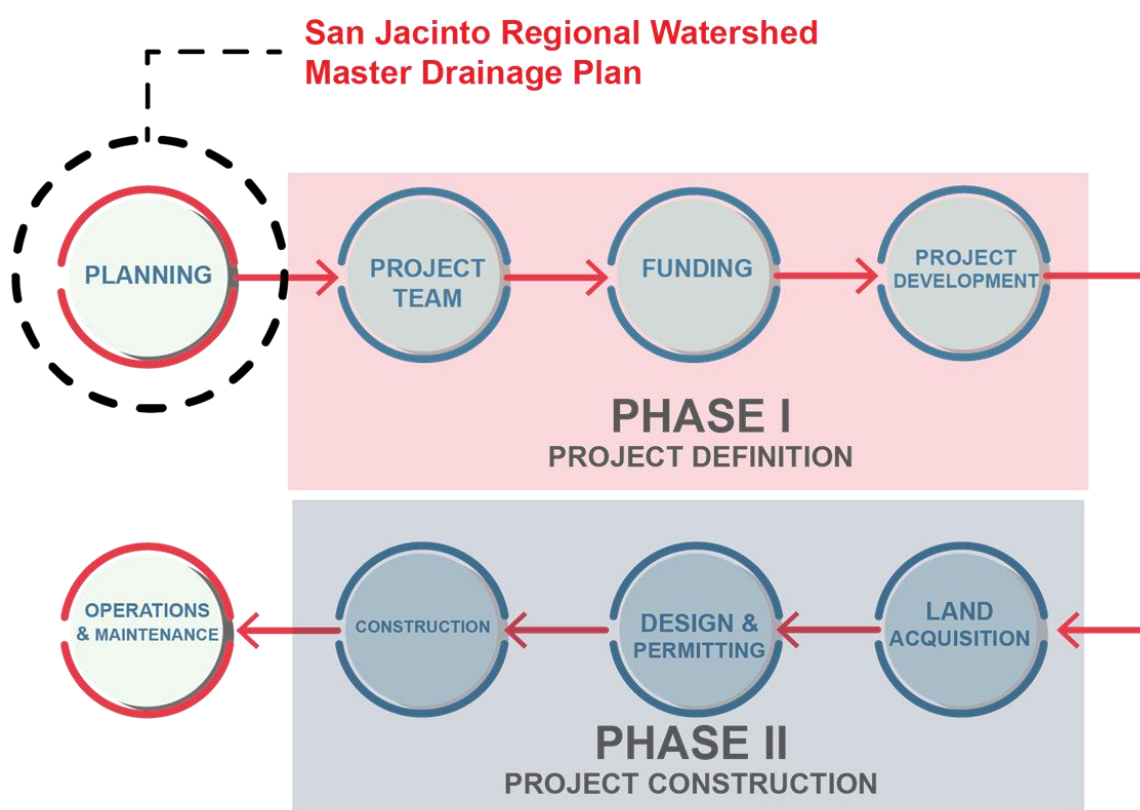 San Jacinto Regional Watershed
Master Drainage Plan
PLANNING
PROJECT
TEAM
FUNDING
PROJECT
DEVELOPMENT
PHASE I
PROJECT DEFINITION
OPERATIONS
& MAINTENANCE
CONSTRUCTION
DESIGN &
PERMITTING
LAND
ACQUISITION
PHASE II
PROJECT CONSTRUCTION